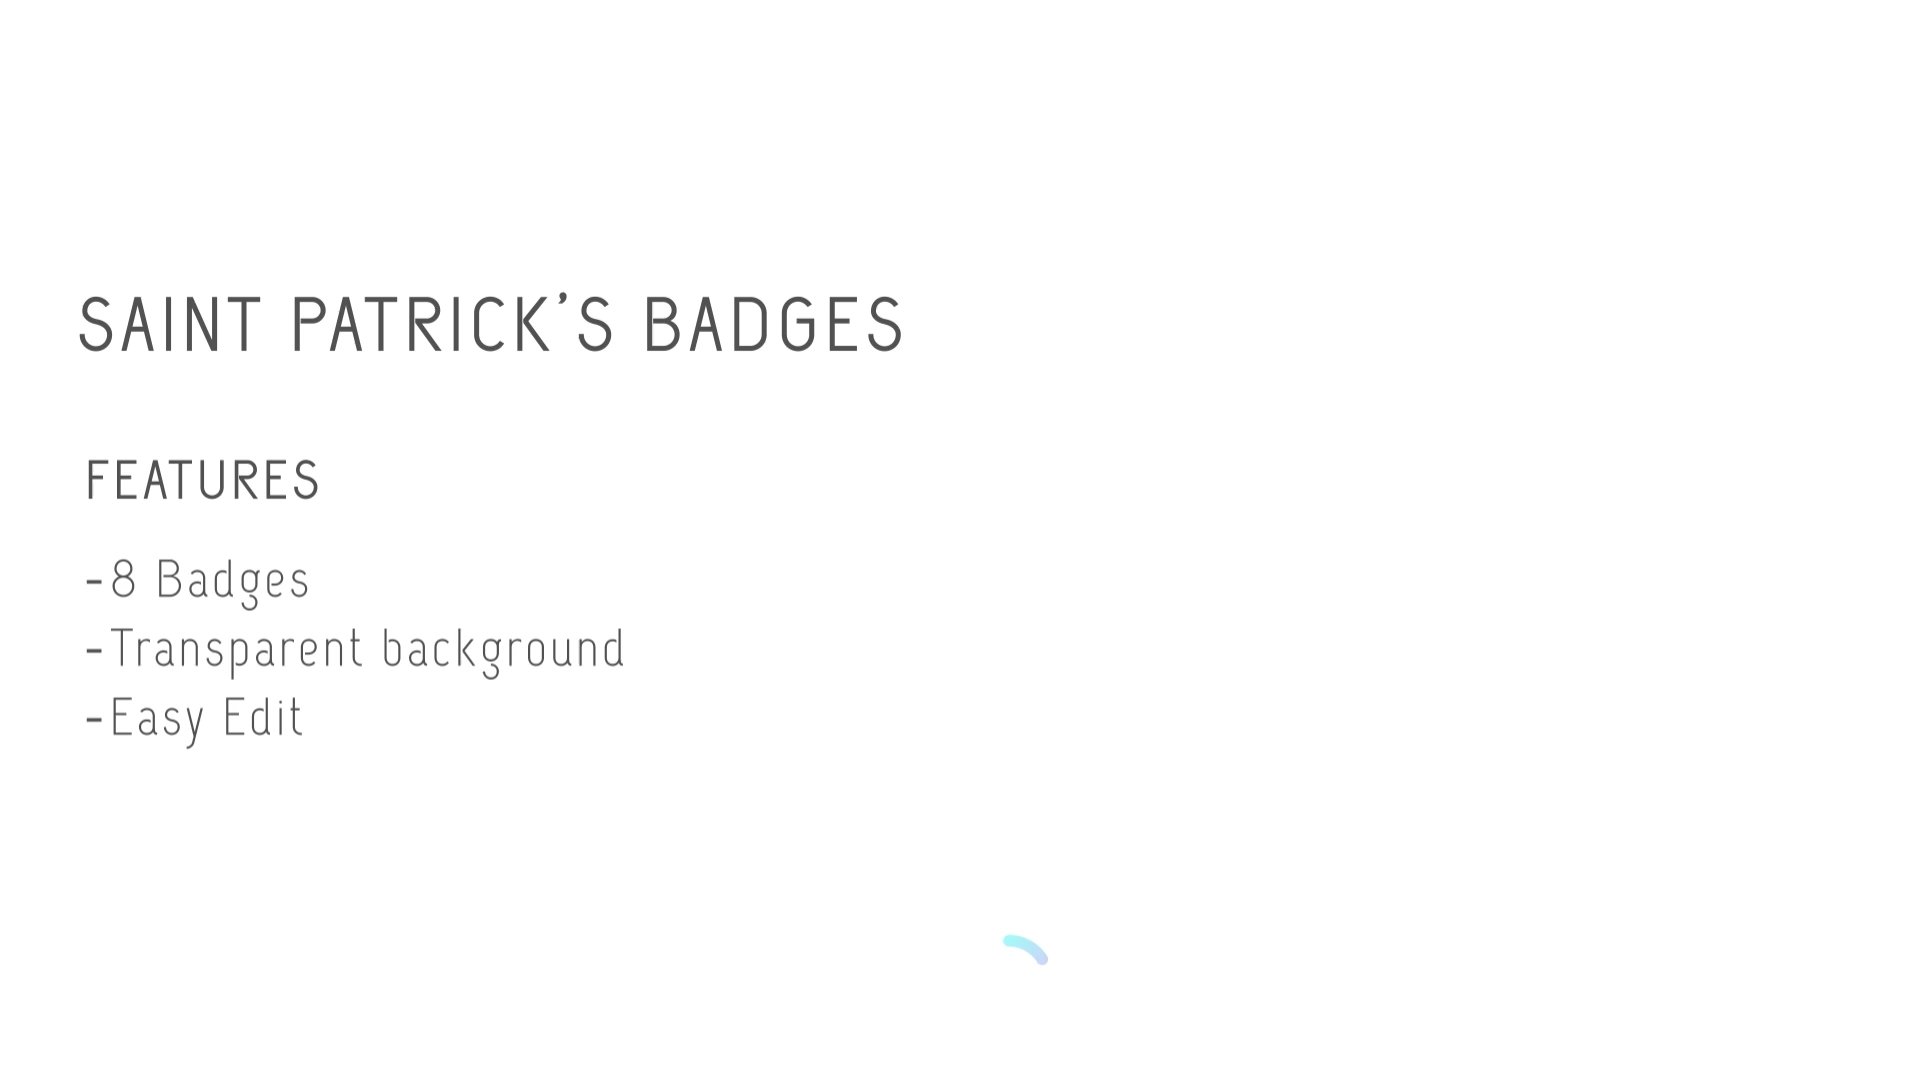 SAINT PATRICK’S BADGES
FEATURES
-8 Badges
-Transparent background
-Easy Edit